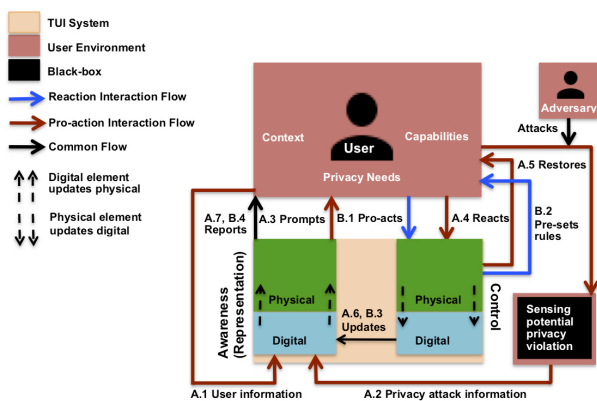 TUI System
User Environment
Black-box
Reaction Interaction Flow
Pro-action Interaction Flow
Common Flow
Digital element
updates physical
Physical element
updates digital
Context
Capabilities
User
Privacy Needs
Adversary
Attacks
A.5 Restores
B.2
Pre-sets
rules
A.7, B.4
Reports
A.3 Prompts
B.1 Pro-acts
A.4 Reacts
Awareness
(Representation)
Physical
Digital
A.6, B.3
Updates
Physical
Digital
Control
Sensing
potential
privacy
violation
A.1 User information
A.2 Privacy attack information